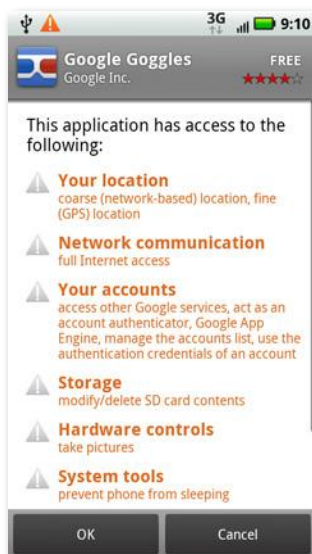 3G 9:10
Google Goggles FREE
Google Inc.
This application has access to the
following:
Your location
coarse (network-based) location, fine
(GPS) location
Network communication
full Internet access
Your accounts
access other Google services, act as an
account authenticator, Google App
Engine, manage the accounts list, use the
authentication credentials of an account
Storage
modify/delete SD card contents
Hardware controls
take pictures
System tools
prevent phone from sleeping
OK Cancel